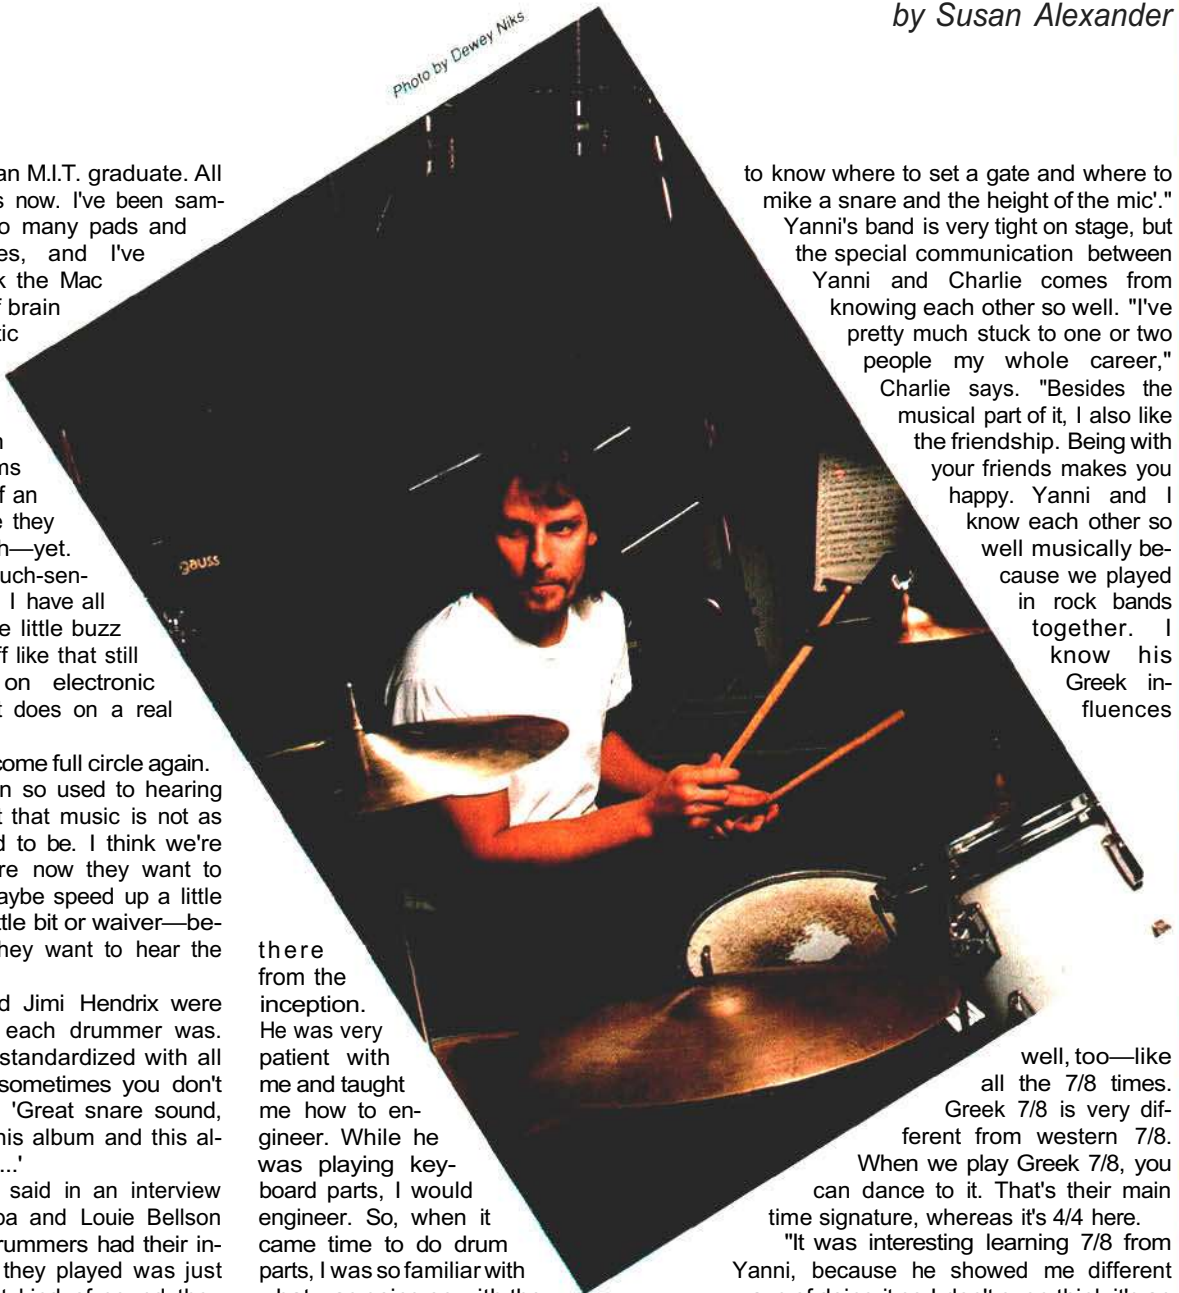 by Susan Alexander
Photo by Dewey Niks
an M.I.T. graduate. All
s now. I've been sam-
o many pads and
es, and I've
k the Mac
f brain
tic
n
ms
f an
e they
h—yet.
uch-sen-
I have all
e little buzz
ff like that still
on electronic
t does on a real
come full circle again.
n so used to hearing
t that music is not as
d to be. I think we're
re now they want to
aybe speed up a little
ttle bit or waiver—be-
hey want to hear the
d Jimi Hendrix were
each drummer was.
standardized with all
sometimes you don't
'Great snare sound,
his album and this al-
...'
said in an interview
pa and Louie Bellson
rummers had their in-
they played was just
gauss
there
from the
inception.
He was very
patient with
me and taught
me how to en-
gineer. While he
was playing key-
board parts, I would
engineer. So, when it
came time to do drum
parts, I was so familiar with
to know where to set a gate and where to
mike a snare and the height of the mic'."
Yanni's band is very tight on stage, but
the special communication between
Yanni and Charlie comes from
knowing each other so well. "I've
pretty much stuck to one or two
people my whole career,"
Charlie says. "Besides the
musical part of it, I also like
the friendship. Being with
your friends makes you
happy. Yanni and I
know each other so
well musically be-
cause we played
in rock bands
together. I
know his
Greek in-
fluences
well, too—like
all the 7/8 times.
Greek 7/8 is very dif-
ferent from western 7/8.
When we play Greek 7/8, you
can dance to it. That's their main
time signature, whereas it's 4/4 here.
"It was interesting learning 7/8 from
Yanni, because he showed me different